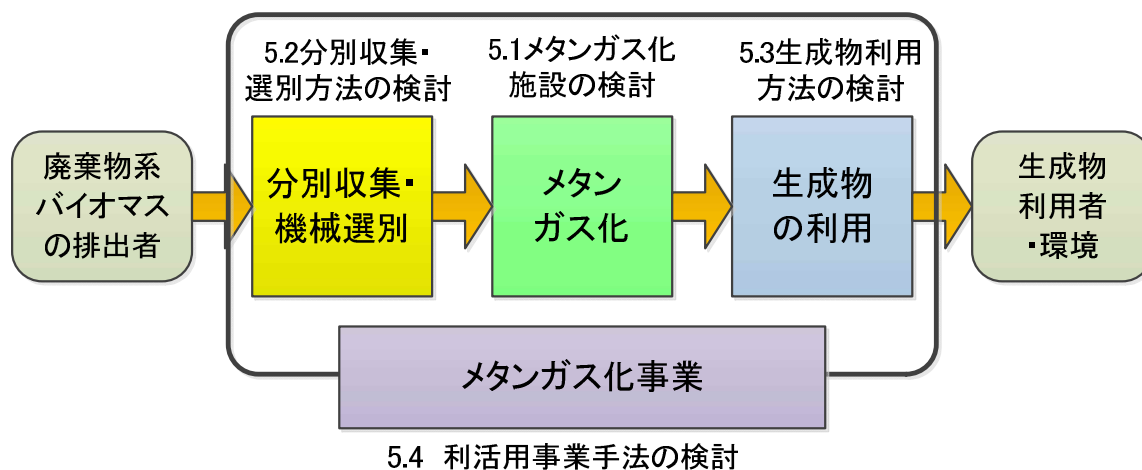 5.2分別収集・
選別方法の検討
5.1メタンガス化
施設の検討
5.3生成物利用
方法の検討
廃棄物系
バイオマス
の排出者
分別収集・
機械選別
メタン
ガス化
生成物
の利用
生成物
利用者
・環境
メタンガス化事業
5.4 利活用事業手法の検討